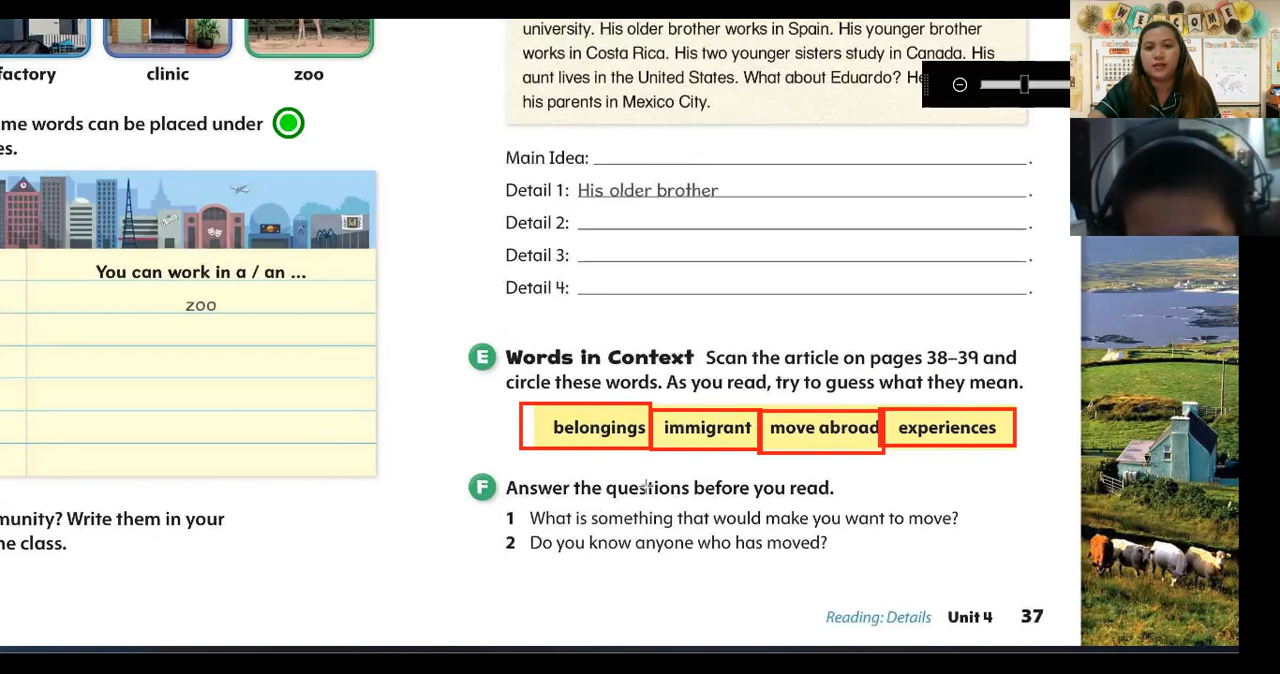 factory
clinic
zoo
me words can be placed under
es.
You can work in a / an ...
zoo
munity? Write them in your
he class.
university. His older brother works in Spain. His younger brother
works in Costa Rica. His two younger sisters study in Canada. His
aunt lives in the United States. What about Eduardo? He
his parents in Mexico City.
Main Idea: .
Detail 1: His older brother .
Detail 2: .
Detail 3: .
Detail 4: .
E Words in Context Scan the article on pages 38–39 and
circle these words. As you read, try to guess what they mean.
belongings immigrant move abroad experiences
F Answer the questions before you read.
1 What is something that would make you want to move?
2 Do you know anyone who has moved?
Reading: Details Unit 4 37
WELCOME